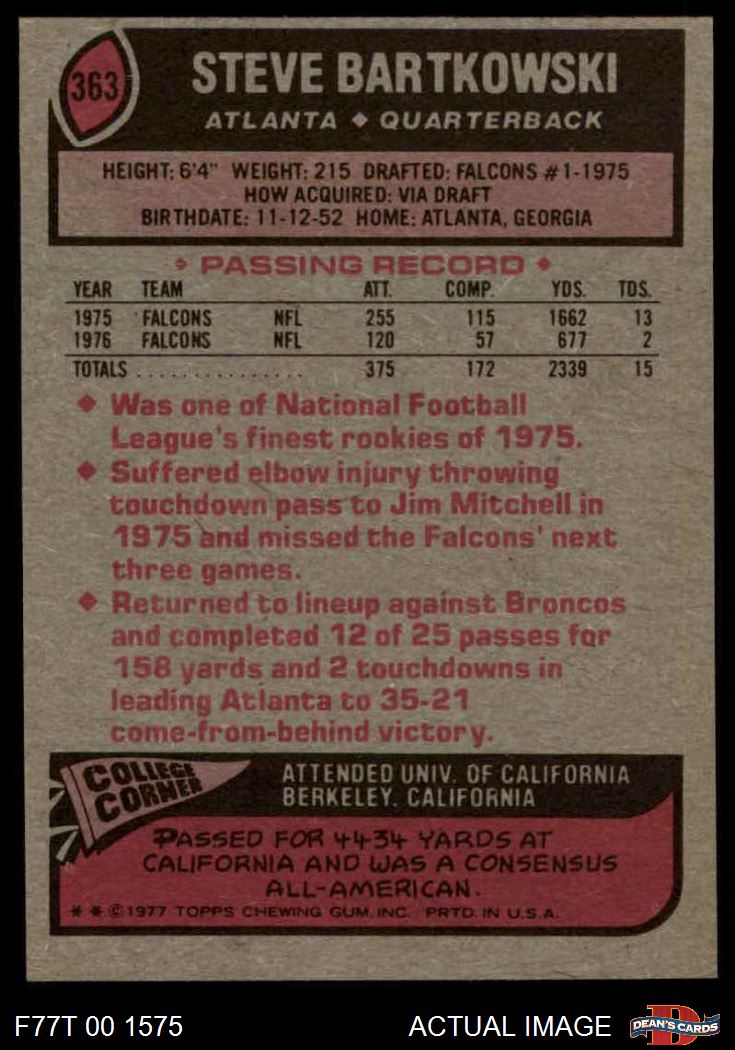 363
STEVE BARTKOWSKI
ATLANTA ♦ QUARTERBACK
HEIGHT: 6'4" WEIGHT: 215 DRAFTED: FALCONS #1-1975
HOW ACQUIRED: VIA DRAFT
BIRTHDATE: 11-12-52 HOME: ATLANTA, GEORGIA
♦ PASSING RECORD ♦
YEAR TEAM ATT. COMP. YDS. TDS.
1975 FALCONS NFL 255 115 1662 13
1976 FALCONS NFL 120 57 677 2
TOTALS ................ 375 172 2339 15
♦ Was one of National Football
League's finest rookies of 1975.
♦ Suffered elbow injury throwing
touchdown pass to Jim Mitchell in
1975 and missed the Falcons' next
three games.
♦ Returned to lineup against Broncos
and completed 12 of 25 passes for
158 yards and 2 touchdowns in
leading Atlanta to 35-21
come-from-behind victory.
COLLEGE
CORNER
ATTENDED UNIV. OF CALIFORNIA
BERKELEY, CALIFORNIA
PASSED FOR 4434 YARDS AT
CALIFORNIA AND WAS A CONSENSUS
ALL-AMERICAN.
* * © 1977 TOPPS CHEWING GUM, INC. PRTD. IN U.S.A.
F77T 00 1575
ACTUAL IMAGE
D
DEAN'S CARDS